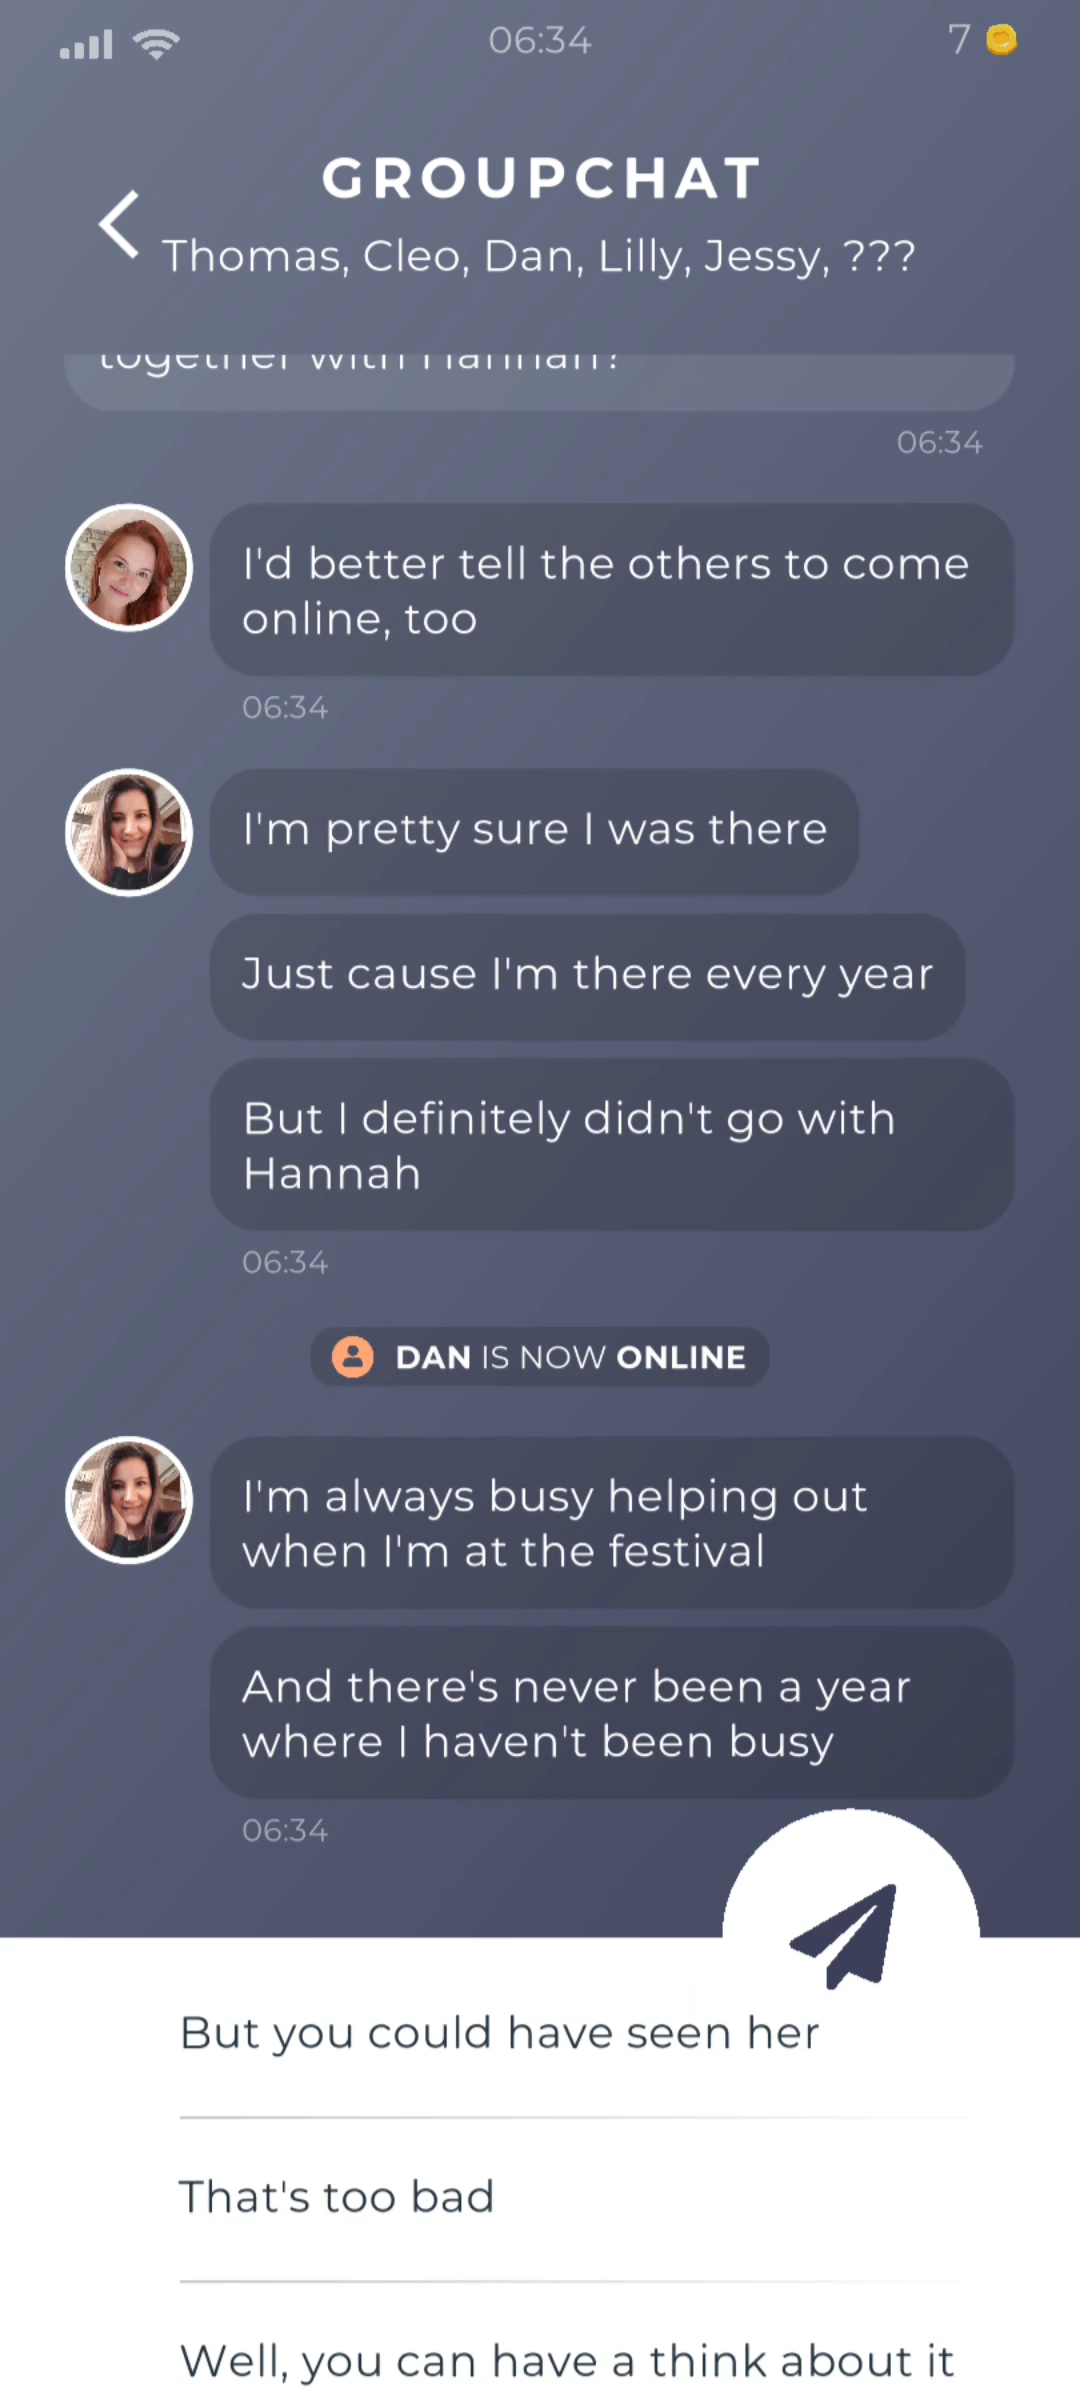 06:34
7
GROUPCHAT
Thomas, Cleo, Dan, Lilly, Jessy, ???
together with Hannah?
06:34
I'd better tell the others to come
online, too
06:34
I'm pretty sure I was there
Just cause I'm there every year
But I definitely didn't go with
Hannah
06:34
DAN IS NOW ONLINE
I'm always busy helping out
when I'm at the festival
And there's never been a year
where I haven't been busy
06:34
But you could have seen her
That's too bad
Well, you can have a think about it